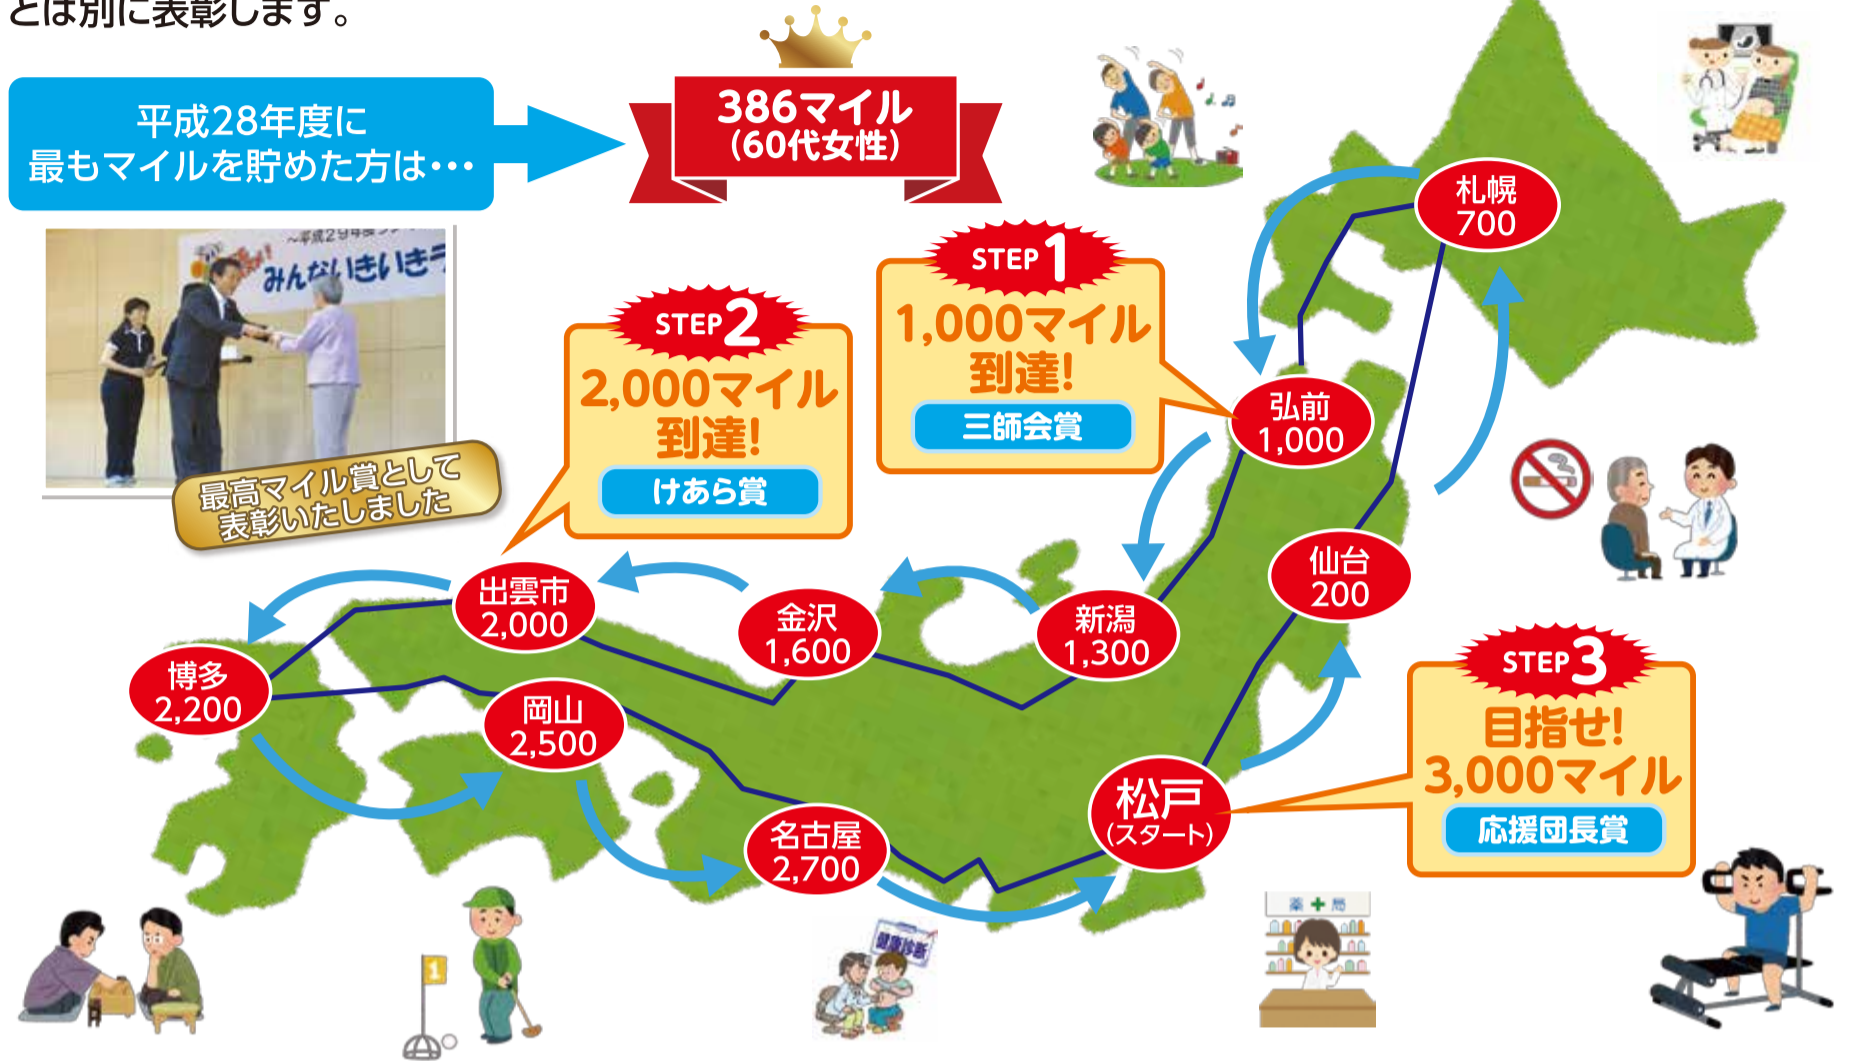 とは別に表彰します。
平成28年度に
最もマイルを貯めた方は･･･
386マイル
(60代女性)
みんないきいきラ
最高マイル賞として
表彰いたしました
STEP1
1,000マイル
到達!
三師会賞
STEP2
2,000マイル
到達!
けあら賞
STEP3
目指せ!
3,000マイル
応援団長賞
松戸
(スタート)
仙台
200
札幌
700
弘前
1,000
新潟
1,300
金沢
1,600
出雲市
2,000
博多
2,200
岡山
2,500
名古屋
2,700
1
健康診断
薬 局